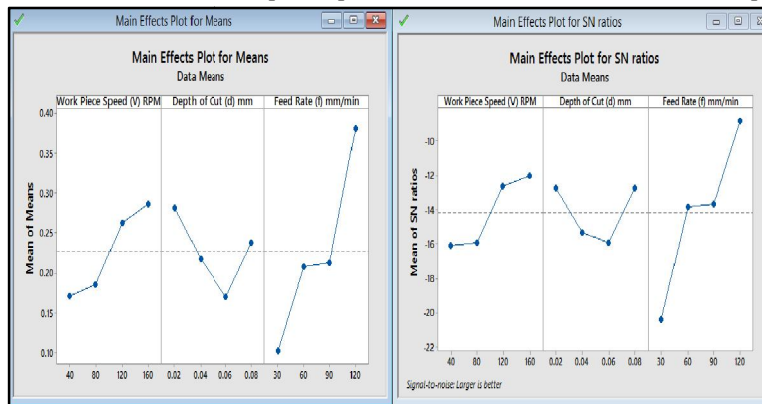 Main Effects Plot for Means
Main Effects Plot for Means
Data Means
Work Piece Speed (V) RPM Depth of Cut (d) mm Feed Rate (f) mm/min
0.40
0.35
0.30
0.25
0.20
0.15
0.10
Mean of Means
40 80 120 160 0.02 0.04 0.06 0.08 30 60 90 120
Main Effects Plot for SN ratios
Main Effects Plot for SN ratios
Data Means
Work Piece Speed (V) RPM Depth of Cut (d) mm Feed Rate (f) mm/min
-10
-12
-14
-16
-18
-20
-22
Mean of SN ratios
40 80 120 160 0.02 0.04 0.06 0.08 30 60 90 120
Signal-to-noise: Larger is better